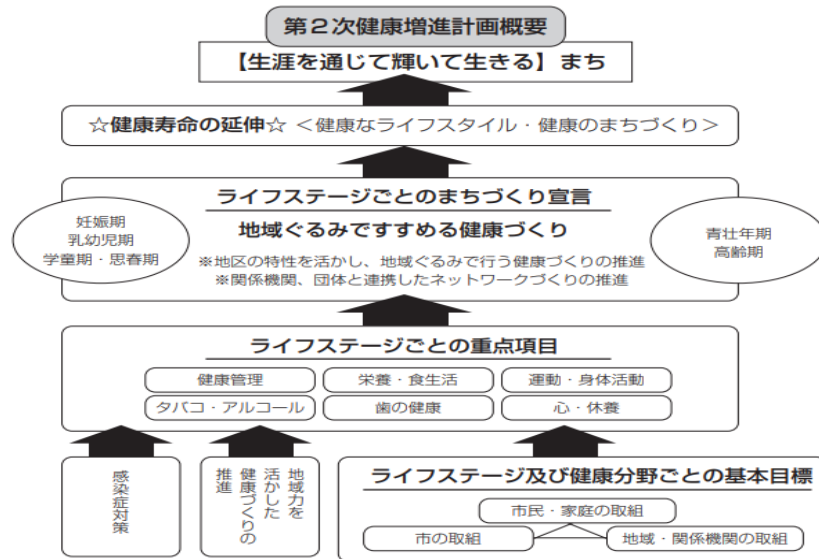 第２次健康増進計画概要
【生涯を通じて輝いて生きる】まち
☆健康寿命の延伸☆ ＜健康なライフスタイル・健康のまちづくり＞
ライフステージごとのまちづくり宣言
地域ぐるみですすめる健康づくり
※地区の特性を活かし、地域ぐるみで行う健康づくりの推進
※関係機関、団体と連携したネットワークづくりの推進
妊娠期
乳幼児期
学童期・思春期
青壮年期
高齢期
ライフステージごとの重点項目
健康管理
栄養・食生活
運動・身体活動
タバコ・アルコール
歯の健康
心・休養
感染症対策
地域力を
活かした
健康づくりの
推進
ライフステージ及び健康分野ごとの基本目標
市民・家庭の取組
市の取組
地域・関係機関の取組